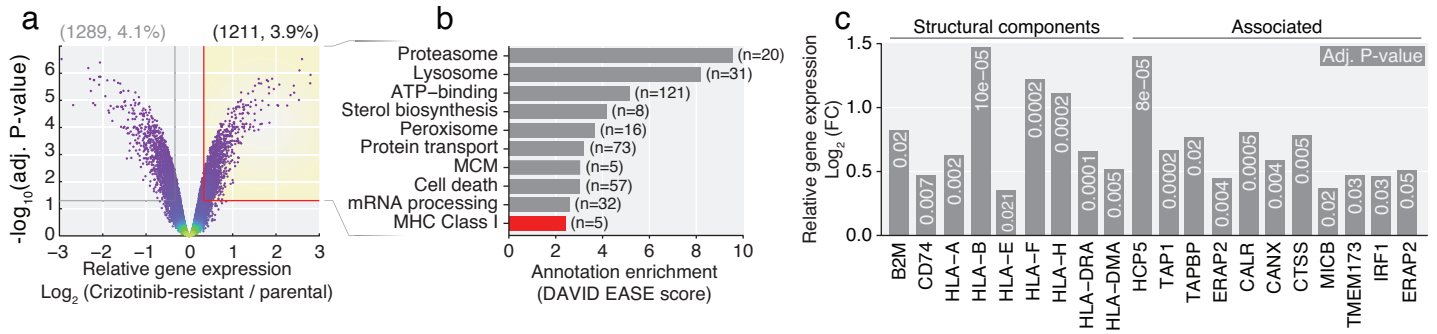 a
(1289, 4.1%) (1211, 3.9%)
-log10(adj. P-value)
6
5
4
3
2
1
0
−3 −2 −1 0 1 2 3
Relative gene expression
Log2 (Crizotinib-resistant / parental)
b
Proteasome (n=20)
Lysosome (n=31)
ATP−binding (n=121)
Sterol biosynthesis (n=8)
Peroxisome (n=16)
Protein transport (n=73)
MCM (n=5)
Cell death (n=57)
mRNA processing (n=32)
MHC Class I (n=5)
0 2 4 6 8 10
Annotation enrichment
(DAVID EASE score)
c
Structural components Associated
Adj. P-value
Relative gene expression
Log2 (FC)
1.5
1.0
0.5
0.0
0.02 0.007 0.002 10e−05 0.021 0.0002 0.0002 0.0001 0.005 8e−05 0.0002 0.02 0.004 0.0005 0.004 0.005 0.02 0.03 0.03 0.05
B2M
CD74
HLA−A
HLA−B
HLA−E
HLA−F
HLA−H
HLA−DRA
HLA−DMA
HCP5
TAP1
TAPBP
ERAP2
CALR
CANX
CTSS
MICB
TMEM173
IRF1
ERAP2